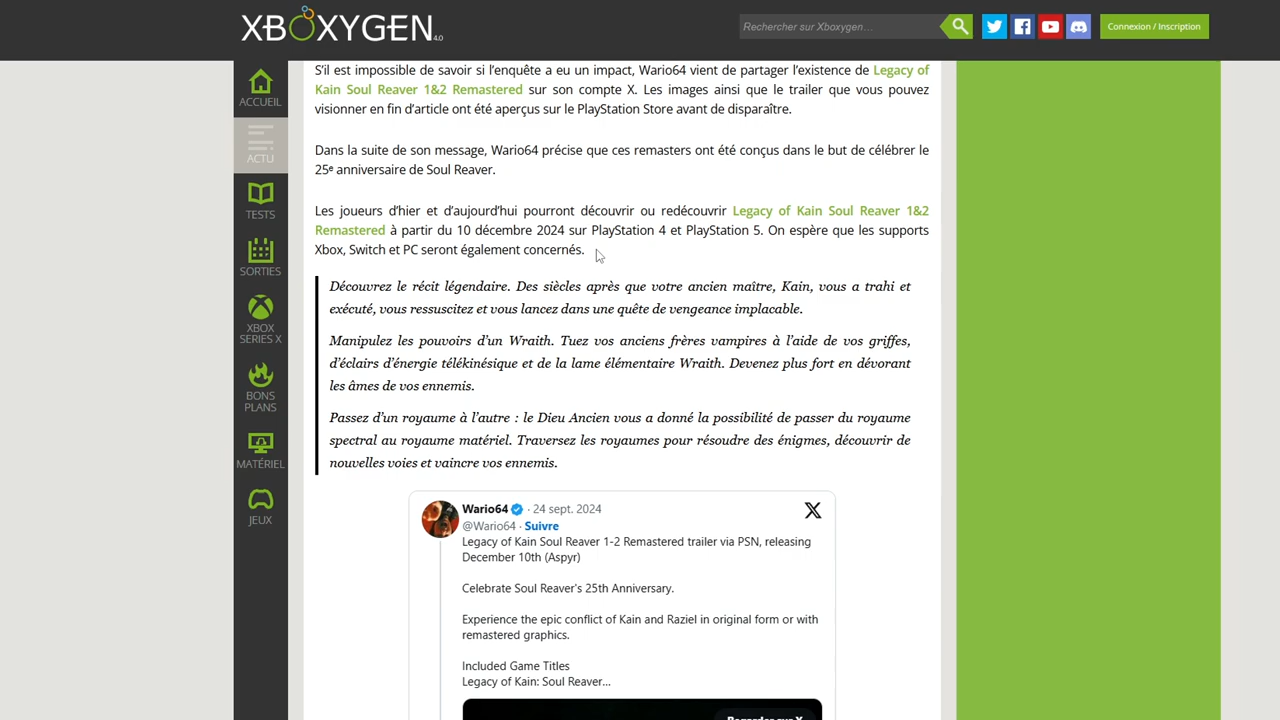 XBOXYGEN 4.0
Rechercher sur Xboxygen…
Connexion / Inscription
ACCUEIL
ACTU
TESTS
SORTIES
XBOX
SERIES X
BONS
PLANS
MATÉRIEL
JEUX
S'il est impossible de savoir si l'enquête a eu un impact, Wario64 vient de partager l'existence de Legacy of
Kain Soul Reaver 1&2 Remastered sur son compte X. Les images ainsi que le trailer que vous pouvez
visionner en fin d'article ont été aperçus sur le PlayStation Store avant de disparaître.
Dans la suite de son message, Wario64 précise que ces remasters ont été conçus dans le but de célébrer le
25e anniversaire de Soul Reaver.
Les joueurs d'hier et d'aujourd'hui pourront découvrir ou redécouvrir Legacy of Kain Soul Reaver 1&2
Remastered à partir du 10 décembre 2024 sur PlayStation 4 et PlayStation 5. On espère que les supports
Xbox, Switch et PC seront également concernés.
Découvrez le récit légendaire. Des siècles après que votre ancien maître, Kain, vous a trahi et
exécuté, vous ressuscitez et vous lancez dans une quête de vengeance implacable.
Manipulez les pouvoirs d'un Wraith. Tuez vos anciens frères vampires à l'aide de vos griffes,
d'éclairs d'énergie télékinésique et de la lame élémentaire Wraith. Devenez plus fort en dévorant
les âmes de vos ennemis.
Passez d'un royaume à l'autre : le Dieu Ancien vous a donné la possibilité de passer du royaume
spectral au royaume matériel. Traversez les royaumes pour résoudre des énigmes, découvrir de
nouvelles voies et vaincre vos ennemis.
Wario64 · 24 sept. 2024
@Wario64 · Suivre
Legacy of Kain Soul Reaver 1-2 Remastered trailer via PSN, releasing
December 10th (Aspyr)
Celebrate Soul Reaver's 25th Anniversary.
Experience the epic conflict of Kain and Raziel in original form or with
remastered graphics.
Included Game Titles
Legacy of Kain: Soul Reaver...
Regarder sur X